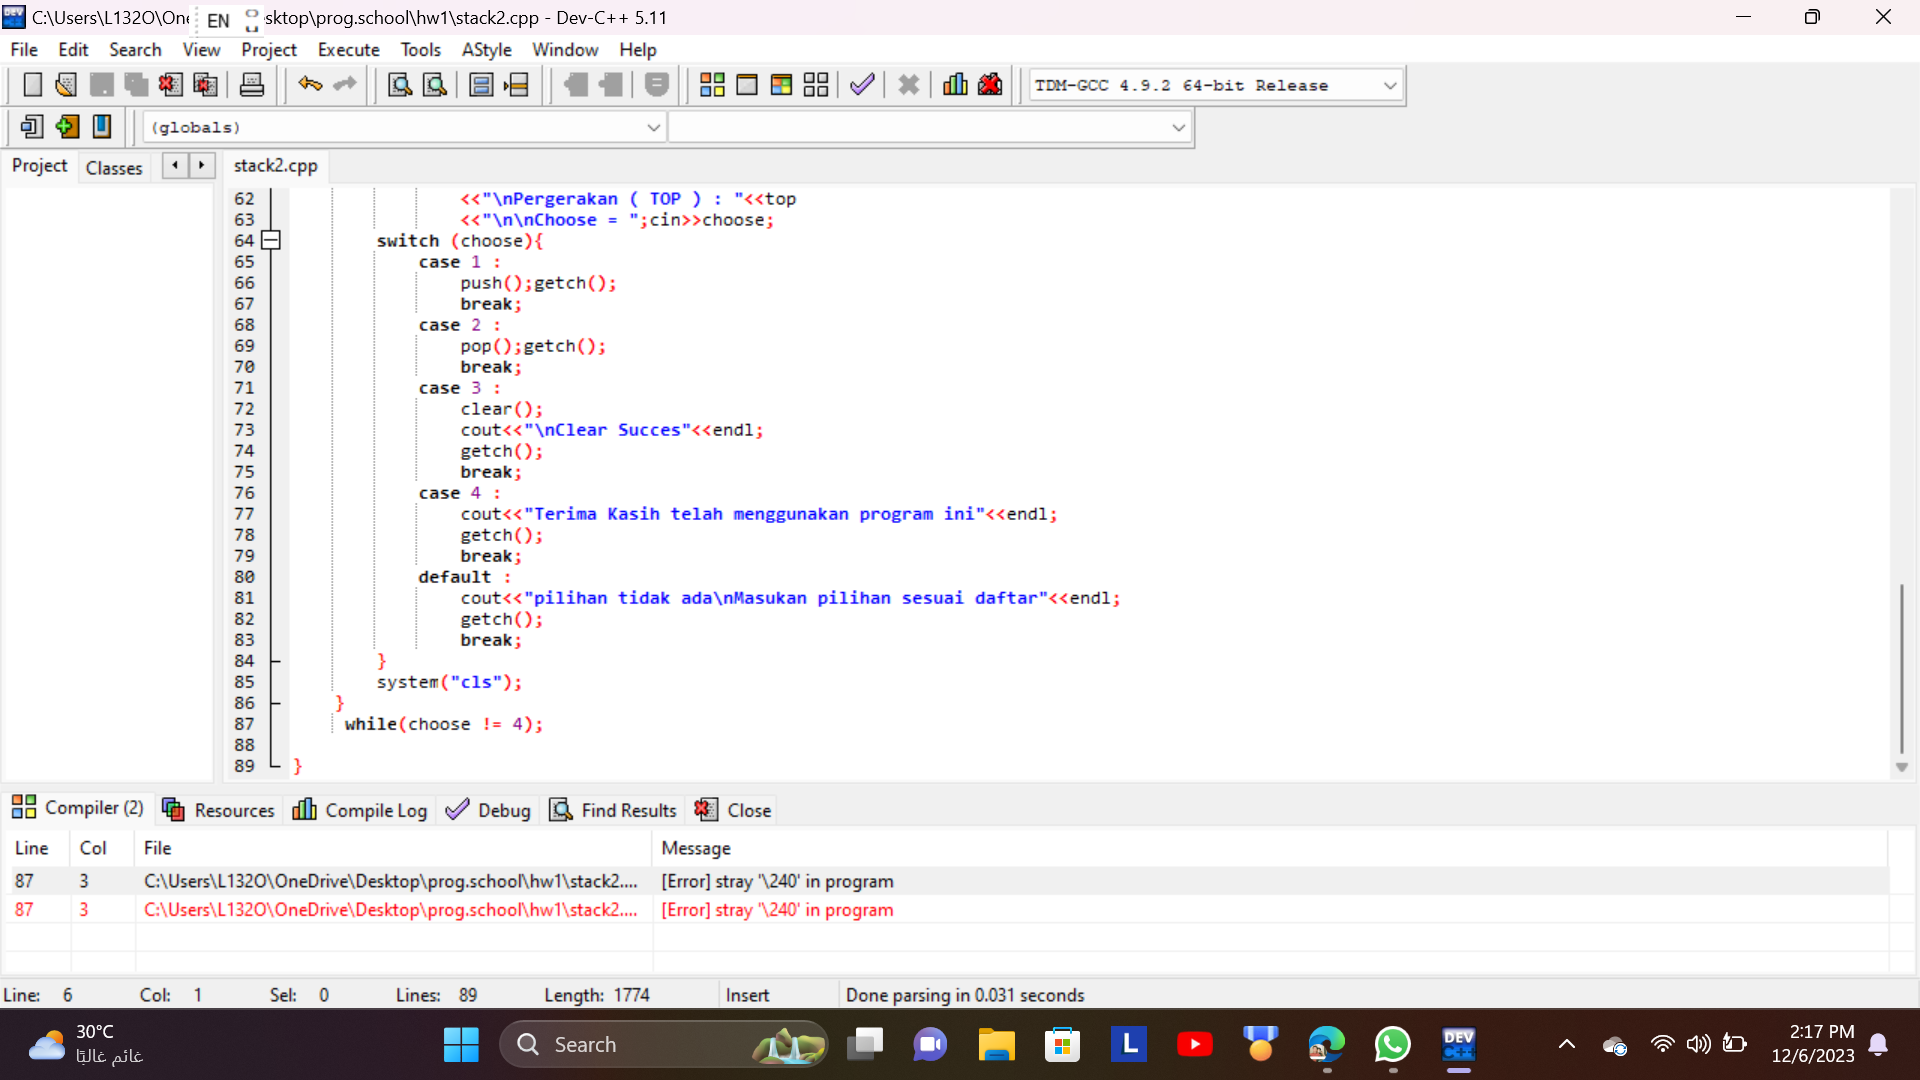 C:\Users\L132O\One sktop\prog.school\hw1\stack2.cpp - Dev-C++ 5.11
EN
File Edit Search View Project Execute Tools AStyle Window Help
TDM-GCC 4.9.2 64-bit Release
(globals)
Project Classes stack2.cpp
62 <<"\nPergerakan ( TOP ) : "<<top
63 <<"\n\nChoose = ";cin>>choose;
64 switch (choose){
65 case 1 :
66 push();getch();
67 break;
68 case 2 :
69 pop();getch();
70 break;
71 case 3 :
72 clear();
73 cout<<"\nClear Succes"<<endl;
74 getch();
75 break;
76 case 4 :
77 cout<<"Terima Kasih telah menggunakan program ini"<<endl;
78 getch();
79 break;
80 default :
81 cout<<"pilihan tidak ada\nMasukan pilihan sesuai daftar"<<endl;
82 getch();
83 break;
84 }
85 system("cls");
86 }
87 while(choose != 4);
88
89 }
Compiler (2) Resources Compile Log Debug Find Results Close
Line Col File Message
87 3 C:\Users\L132O\OneDrive\Desktop\prog.school\hw1\stack2.... [Error] stray '\240' in program
87 3 C:\Users\L132O\OneDrive\Desktop\prog.school\hw1\stack2.... [Error] stray '\240' in program
Line: 6 Col: 1 Sel: 0 Lines: 89 Length: 1774 Insert Done parsing in 0.031 seconds
30°C
غائم غالبًا
Search
L
DEV C++
2:17 PM
12/6/2023